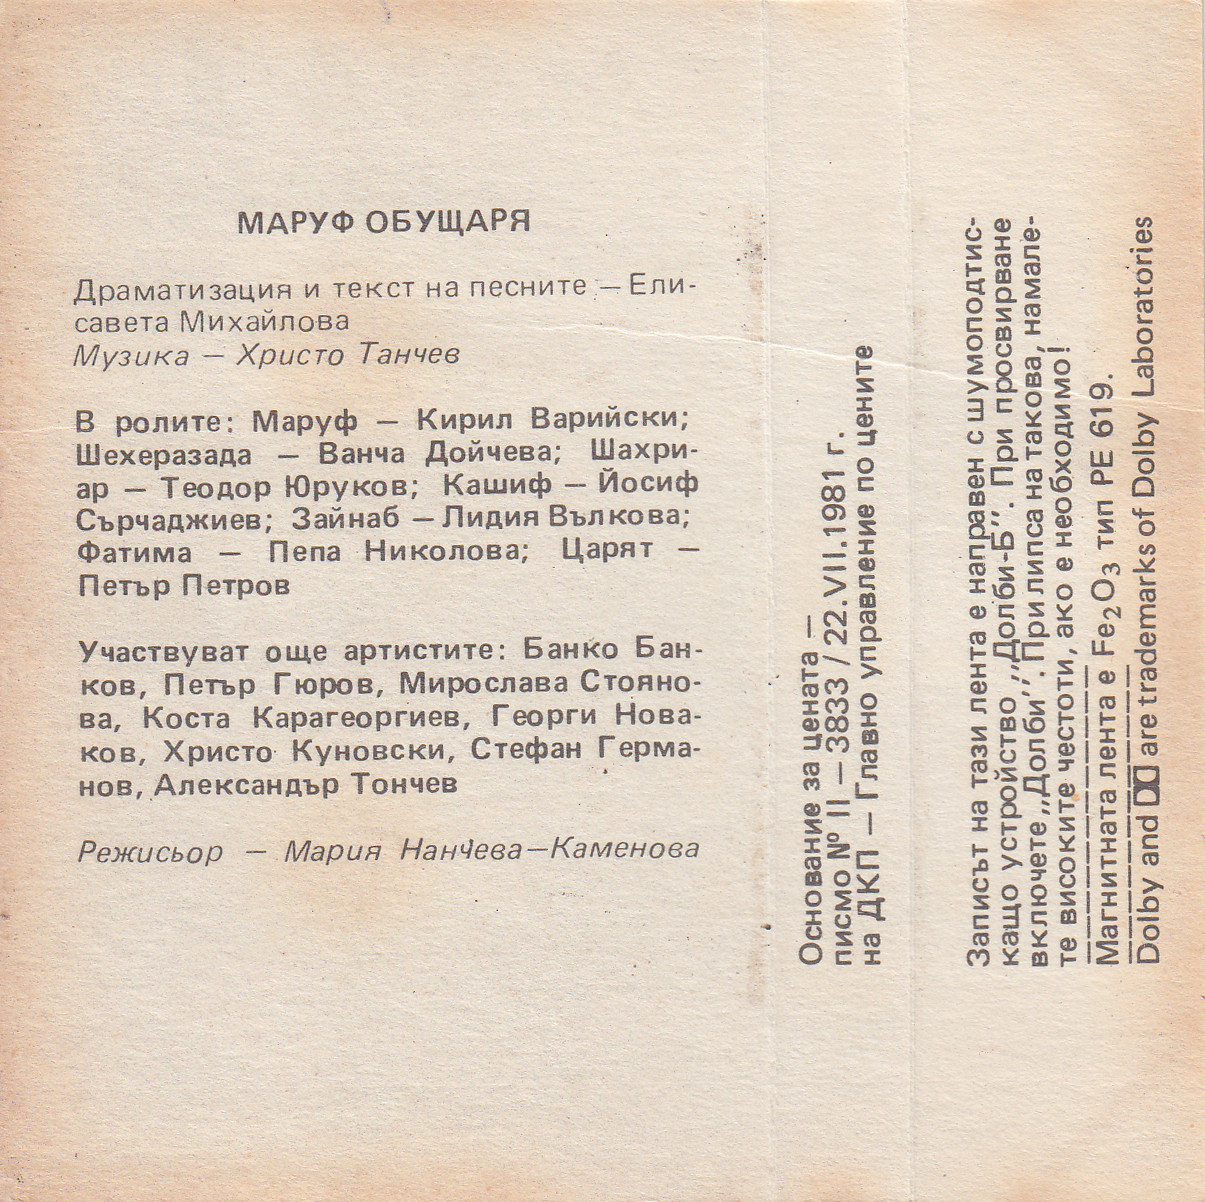 МАРУФ ОБУЩАРЯ
Драматизация и текст на песните — Ели-
савета Михайлова
Музика — Христо Танчев
В ролите: Маруф — Кирил Варийски;
Шехеразада — Ванча Дойчева; Шахри-
ар — Теодор Юруков; Кашиф — Йосиф
Сърчаджиев; Зайнаб — Лидия Вълкова;
Фатима — Пепа Николова; Царят —
Петър Петров
Участвуват още артистите: Банко Бан-
ков, Петър Гюров, Мирослава Стояно-
ва, Коста Карагеоргиев, Георги Нова-
ков, Христо Куновски, Стефан Герма-
нов, Александър Тончев
Режисьор — Мария Нанчева—Каменова
Основание за цената —
писмо № II — 3833 / 22.VII.1981 г.
на ДКП — Главно управление по цените
Записът на тази лента е направен с шумоподтис-
кащо устройство „Долби-Б”. При просвирване
включете „Долби”. При липса на такова, намале-
те високите честоти, ако е необходимо!
Магнитната лента е Fe2O3 тип PE 619.
Dolby and are trademarks of Dolby Laboratories